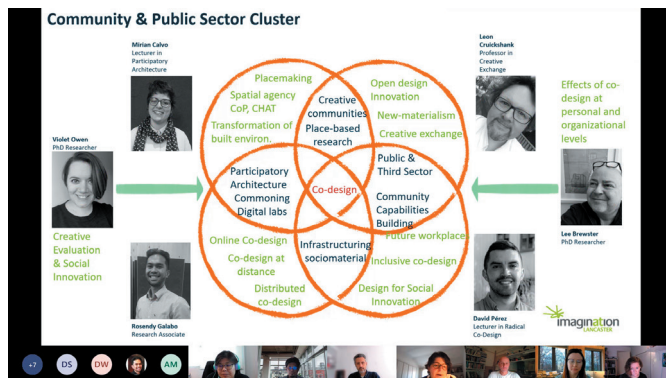 Community & Public Sector Cluster
Mirian Calvo
Lecturer in
Participatory
Architecture
Leon
Cruickshank
Professor in
Creative
Exchange
Violet Owen
PhD Researcher
Creative
Evaluation
& Social
Innovation
Rosendy Galabo
Research Associate
Placemaking
Spatial agency
CoP, CHAT
Transformation of
built environ.
Creative
communities
Place-based
research
Open design
Innovation
New-materialism
Creative exchange
Participatory
Architecture
Commoning
Digital labs
Co-design
Public &
Third Sector
Community
Capabilities
Building
Online Co-design
Co-design at
distance
Distributed
co-design
Infrastructuring
sociomaterial
Future workplace
Inclusive co-design
Design for Social
Innovation
Effects of co-
design at
personal and
organizational
levels
Lee Brewster
PhD Researcher
David Pérez
Lecturer in Radical
Co-Design
imagination
LANCASTER
+7
DS
DW
AM